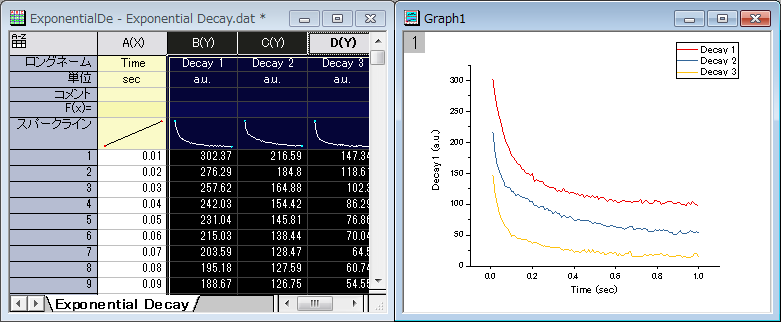 ExponentialDe - Exponential Decay.dat *
A(X) B(Y) C(Y) D(Y)
ロングネーム Time Decay 1 Decay 2 Decay 3
単位 sec a.u. a.u. a.u.
コメント
F(x)=
スパークライン
1 0.01 302.37 216.59 147.34
2 0.02 276.29 184.8 118.61
3 0.03 257.62 164.88 102.3
4 0.04 242.03 154.42 86.29
5 0.05 231.04 145.81 76.86
6 0.06 215.03 138.44 70.04
7 0.07 203.59 128.47 64.5
8 0.08 195.18 127.59 60.74
9 0.09 188.67 126.75 54.55
Exponential Decay
Graph1
1
Decay 1
Decay 2
Decay 3
300
250
200
150
100
50
0
Decay 1 (a.u.)
0.0 0.2 0.4 0.6 0.8 1.0
Time (sec)